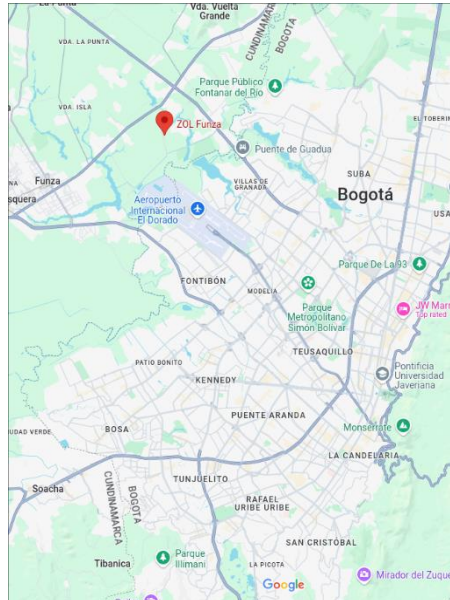 Vda. Vuelta
Grande
VDA. LA PUNTA
CUNDINAMARCA
BOGOTÁ
Parque Público
Fontanar del Río
VDA. ISLA
ZOL Funza
EL TOBERIN
Puente de Guadua
Funza
squera
VILLAS DE
GRANADA
SUBA
Bogotá
USA
Aeropuerto
Internacional
El Dorado
Parque De La 93
FONTIBÓN
MODELIA
Parque
Metropolitano
Simón Bolívar
JW Marr
Top rated
TEUSAQUILLO
PATIO BONITO
Pontificia
Universidad
Javeriana
KENNEDY
PUENTE ARANDA
BOSA
Monserrate
UDAD VERDE
LA CANDELARIA
Soacha
CUNDINAMARCA
BOGOTÁ
TUNJUELITO
RAFAEL
URIBE URIBE
SAN CRISTÓBAL
Tibanica
Parque
Illimani
LA PICOTA
Google
Mirador del Zuque